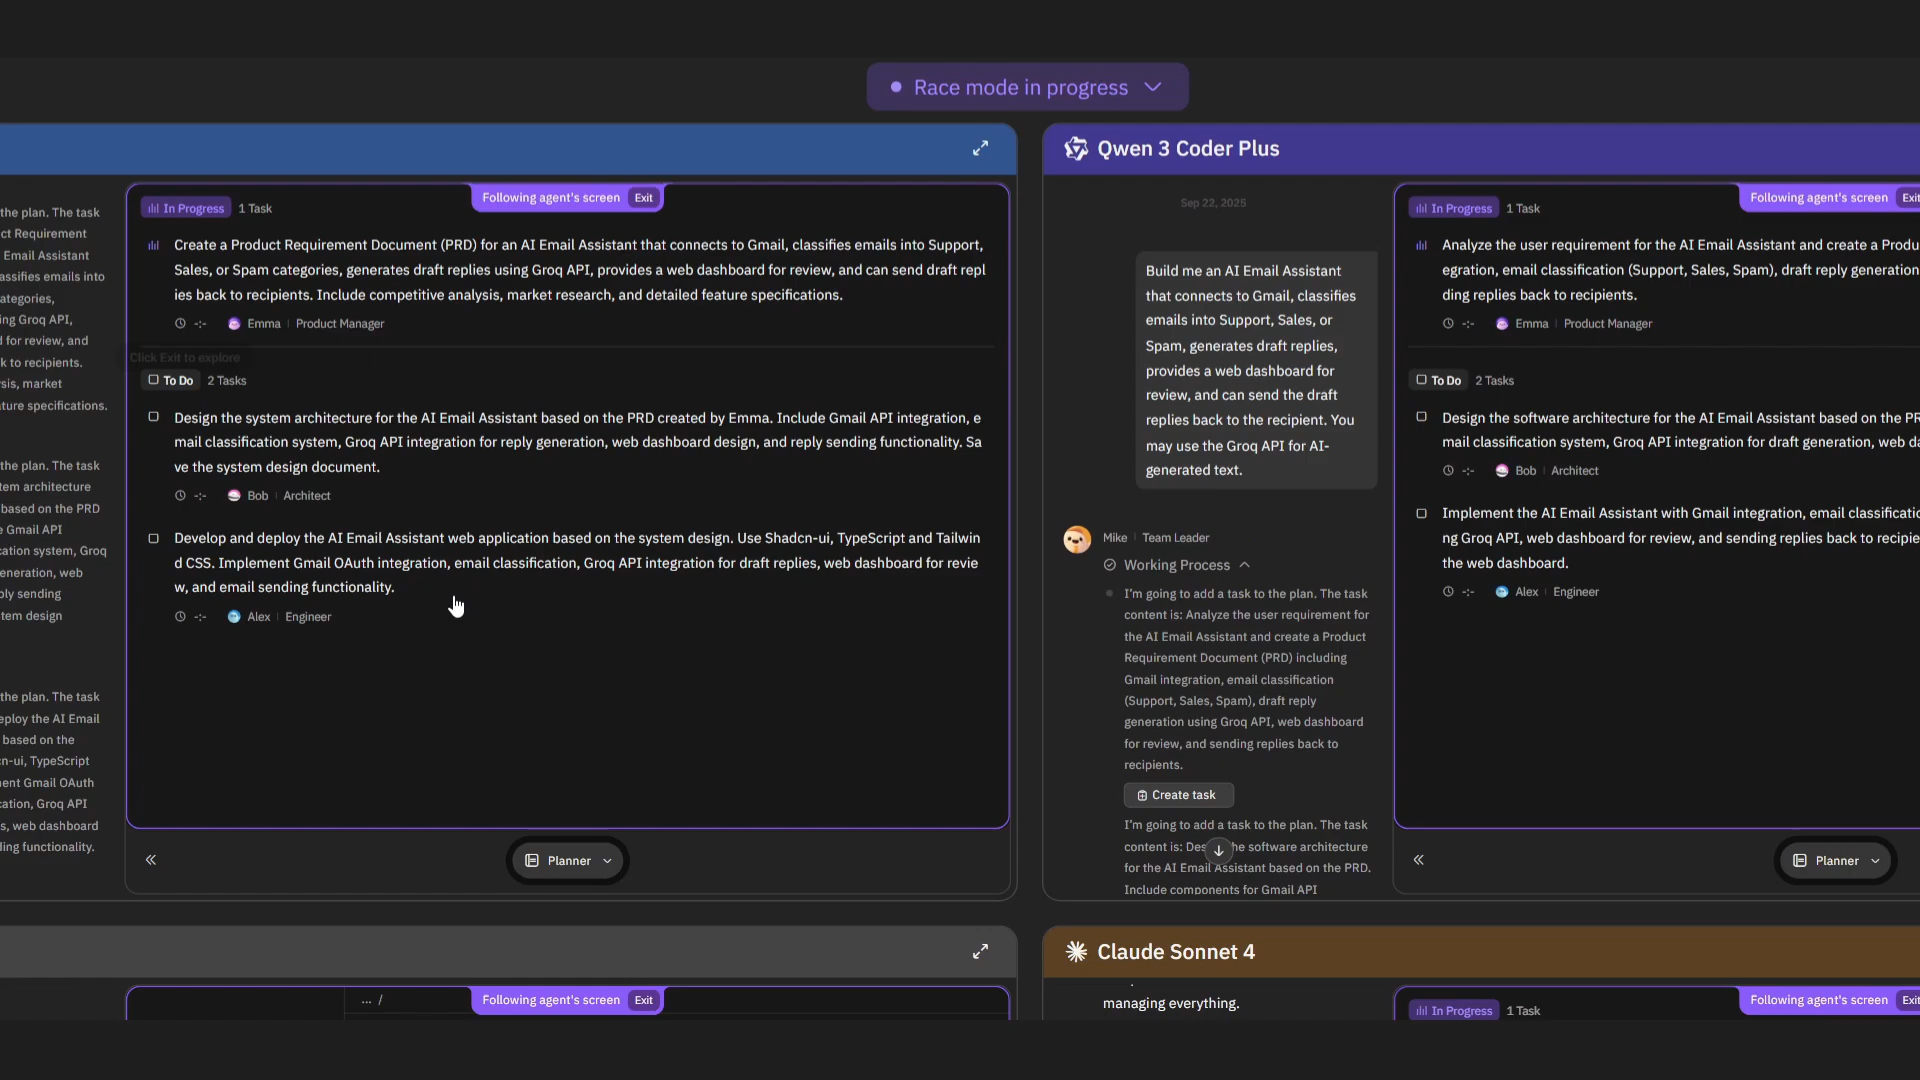 Race mode in progress
the plan. The task
ct Requirement
Email Assistant
assifies emails into
ategories,
ing Groq API,
d for review, and
k to recipients.
sis, market
ture specifications.
the plan. The task
tem architecture
based on the PRD
e Gmail API
cation system, Groq
eneration, web
ply sending
tem design
the plan. The task
eploy the AI Email
based on the
cn-ui, TypeScript
ment Gmail OAuth
cation, Groq API
s, web dashboard
ling functionality.
Following agent's screen Exit
In Progress 1 Task
Create a Product Requirement Document (PRD) for an AI Email Assistant that connects to Gmail, classifies emails into Support,
Sales, or Spam categories, generates draft replies using Groq API, provides a web dashboard for review, and can send draft repl
ies back to recipients. Include competitive analysis, market research, and detailed feature specifications.
-:- Emma Product Manager
Click Exit to explore
To Do 2 Tasks
Design the system architecture for the AI Email Assistant based on the PRD created by Emma. Include Gmail API integration, e
mail classification system, Groq API integration for reply generation, web dashboard design, and reply sending functionality. Sa
ve the system design document.
-:- Bob Architect
Develop and deploy the AI Email Assistant web application based on the system design. Use Shadcn-ui, TypeScript and Tailwin
d CSS. Implement Gmail OAuth integration, email classification, Groq API integration for draft replies, web dashboard for revie
w, and email sending functionality.
-:- Alex Engineer
Planner
Qwen 3 Coder Plus
Sep 22, 2025
Build me an AI Email Assistant
that connects to Gmail, classifies
emails into Support, Sales, or
Spam, generates draft replies,
provides a web dashboard for
review, and can send the draft
replies back to the recipient. You
may use the Groq API for AI-
generated text.
Mike Team Leader
Working Process
I'm going to add a task to the plan. The task
content is: Analyze the user requirement for
the AI Email Assistant and create a Product
Requirement Document (PRD) including
Gmail integration, email classification
(Support, Sales, Spam), draft reply
generation using Groq API, web dashboard
for review, and sending replies back to
recipients.
Create task
I'm going to add a task to the plan. The task
content is: Des he software architecture
for the AI Email Assistant based on the PRD.
Include components for Gmail API
Following agent's screen Exit
In Progress 1 Task
Analyze the user requirement for the AI Email Assistant and create a Produ
egration, email classification (Support, Sales, Spam), draft reply generation
ding replies back to recipients.
-:- Emma Product Manager
To Do 2 Tasks
Design the software architecture for the AI Email Assistant based on the PR
mail classification system, Groq API integration for draft generation, web da
-:- Bob Architect
Implement the AI Email Assistant with Gmail integration, email classificatio
ng Groq API, web dashboard for review, and sending replies back to recipie
the web dashboard.
-:- Alex Engineer
Planner
... /
Following agent's screen Exit
Claude Sonnet 4
managing everything.
Following agent's screen Exit
In Progress 1 Task